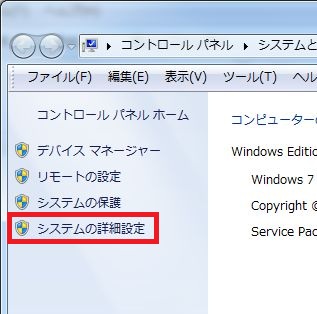 コントロール パネル システムと
ファイル(F) 編集(E) 表示(V) ツール(T) ヘル
コントロール パネル ホーム
デバイス マネージャー
リモートの設定
システムの保護
システムの詳細設定
コンピューターの
Windows Edition
Windows 7
Copyright ©
Service Pac